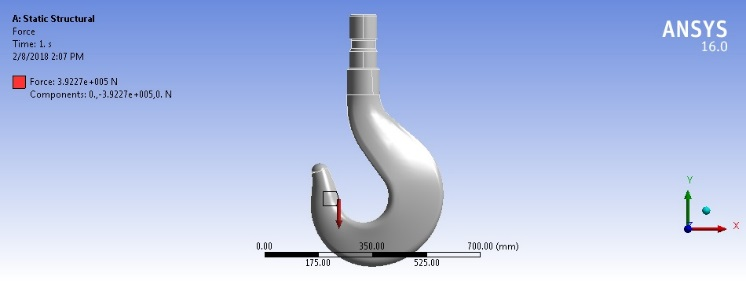 A: Static Structural
Force
Time: 1. s
2/8/2018 2:07 PM
Force: 3.9227e+005 N
Components: 0.,-3.9227e+005,0. N
ANSYS
16.0
Y
X
0.00 350.00 700.00 (mm)
175.00 525.00